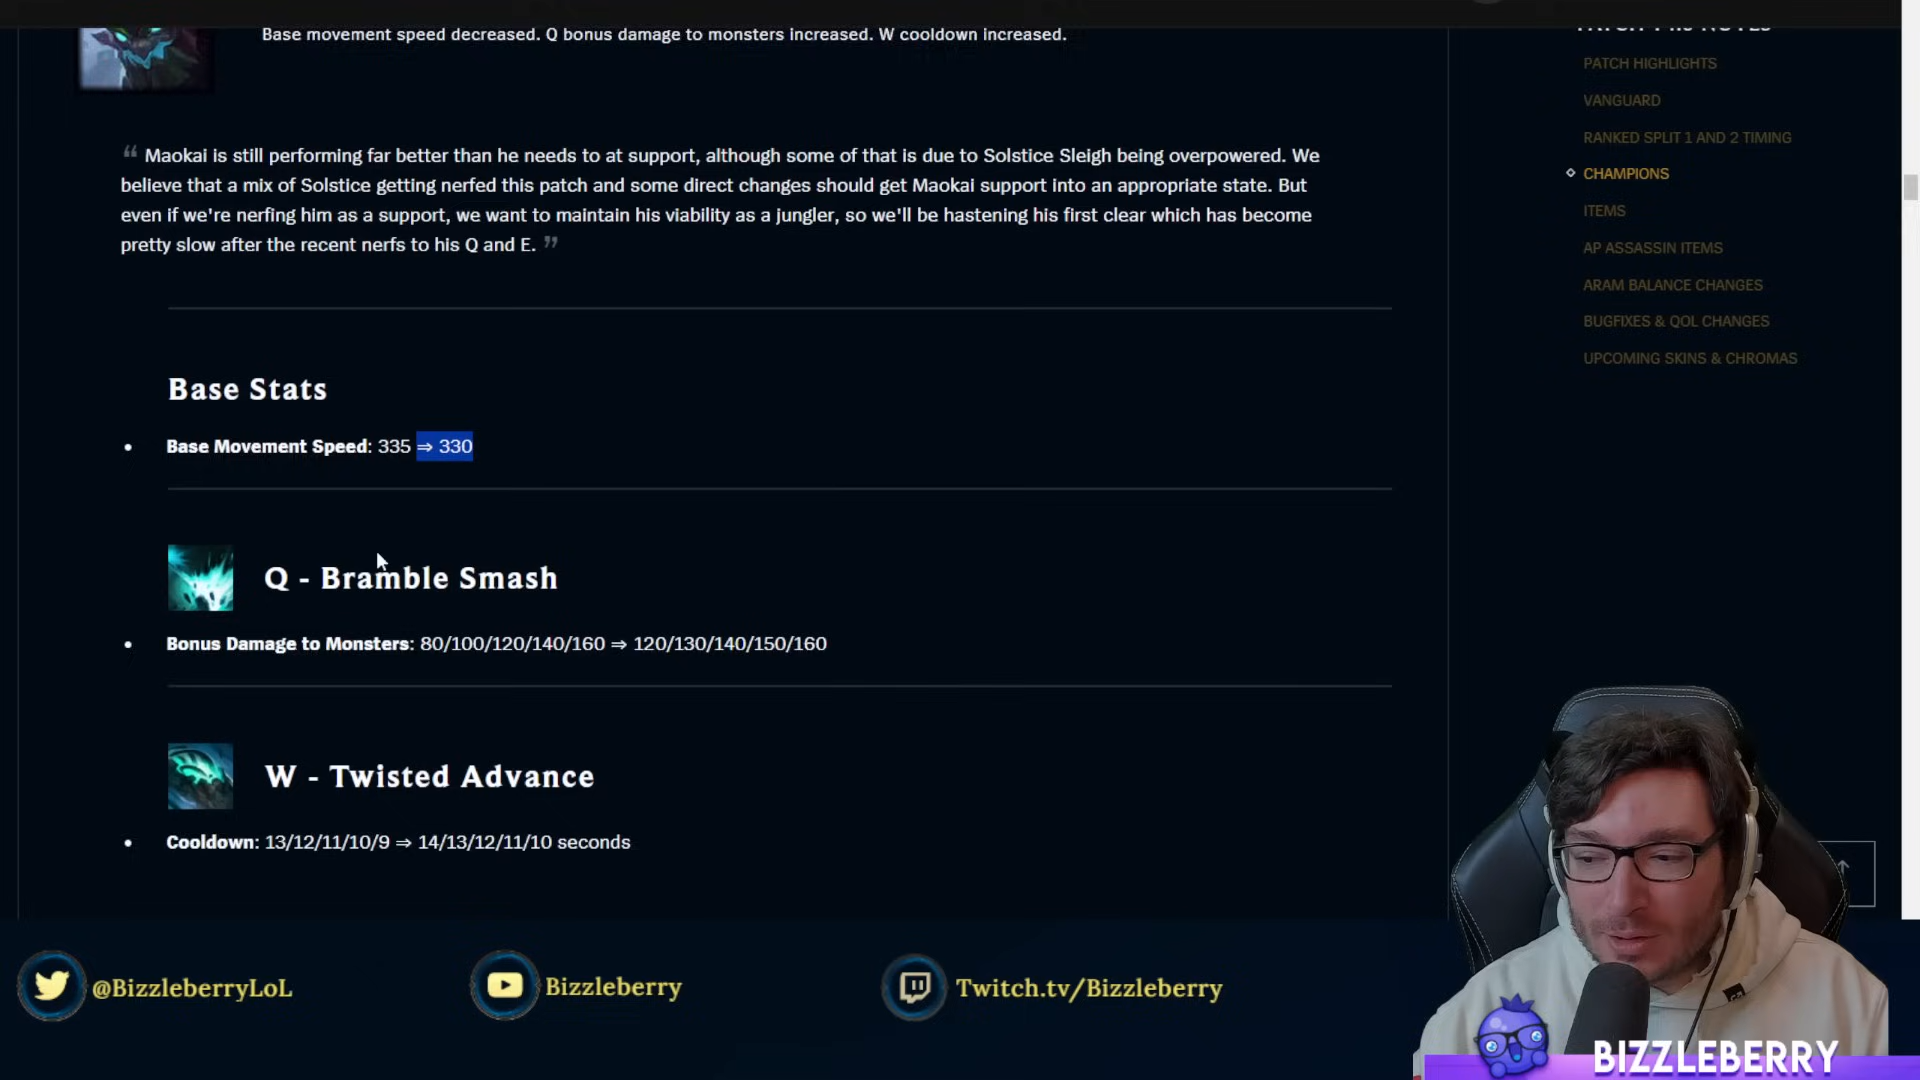 Base movement speed decreased. Q bonus damage to monsters increased. W cooldown increased.
“ Maokai is still performing far better than he needs to at support, although some of that is due to Solstice Sleigh being overpowered. We
believe that a mix of Solstice getting nerfed this patch and some direct changes should get Maokai support into an appropriate state. But
even if we're nerfing him as a support, we want to maintain his viability as a jungler, so we'll be hastening his first clear which has become
pretty slow after the recent nerfs to his Q and E. ”
Base Stats
• Base Movement Speed: 335 ⇒ 330
Q - Bramble Smash
• Bonus Damage to Monsters: 80/100/120/140/160 ⇒ 120/130/140/150/160
W - Twisted Advance
• Cooldown: 13/12/11/10/9 ⇒ 14/13/12/11/10 seconds
PATCH HIGHLIGHTS
VANGUARD
RANKED SPLIT 1 AND 2 TIMING
CHAMPIONS
ITEMS
AP ASSASSIN ITEMS
ARAM BALANCE CHANGES
BUGFIXES & QOL CHANGES
UPCOMING SKINS & CHROMAS
@BizzleberryLoL
Bizzleberry
Twitch.tv/Bizzleberry
BIZZLEBERRY